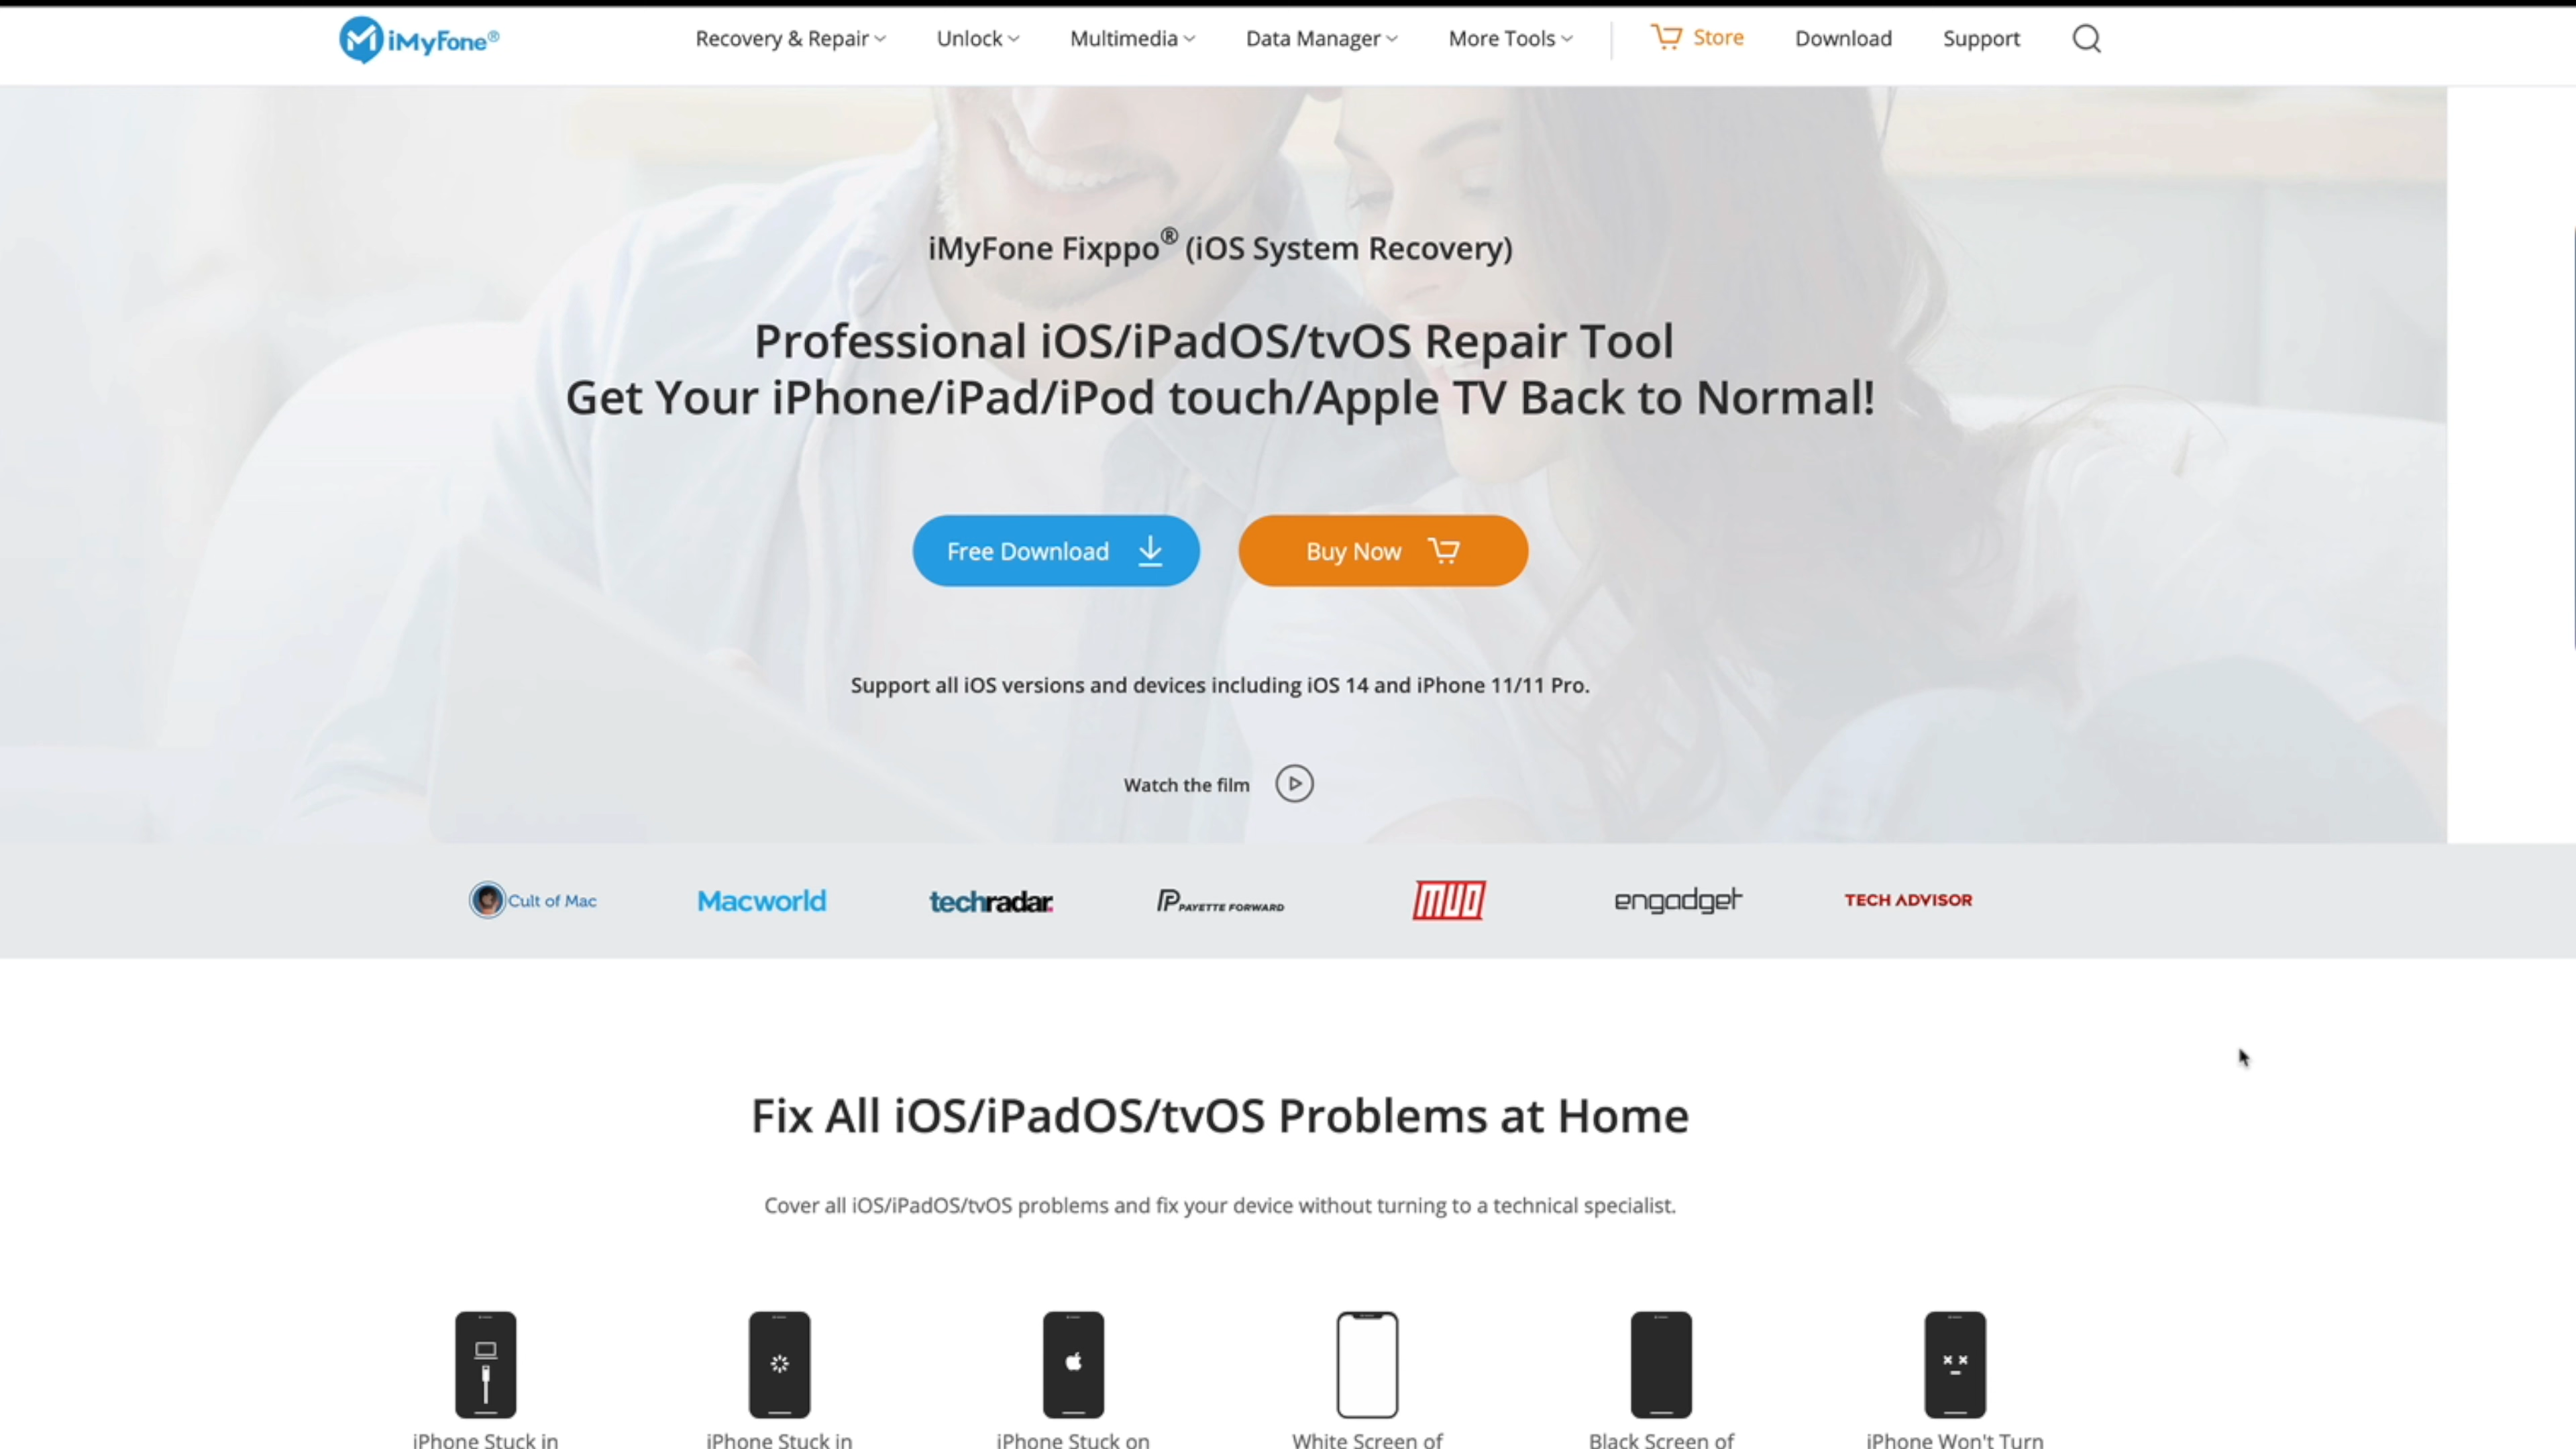 iMyFone®
Recovery & Repair
Unlock
Multimedia
Data Manager
More Tools
Store
Download
Support
iMyFone Fixppo® (iOS System Recovery)
Professional iOS/iPadOS/tvOS Repair Tool
Get Your iPhone/iPad/iPod touch/Apple TV Back to Normal!
Free Download
Buy Now
Support all iOS versions and devices including iOS 14 and iPhone 11/11 Pro.
Watch the film
Cult of Mac
Macworld
techradar.
PAYETTE FORWARD
MUO
engadget
TECH ADVISOR
Fix All iOS/iPadOS/tvOS Problems at Home
Cover all iOS/iPadOS/tvOS problems and fix your device without turning to a technical specialist.
iPhone Stuck in
iPhone Stuck in
iPhone Stuck on
White Screen of
Black Screen of
iPhone Won't Turn